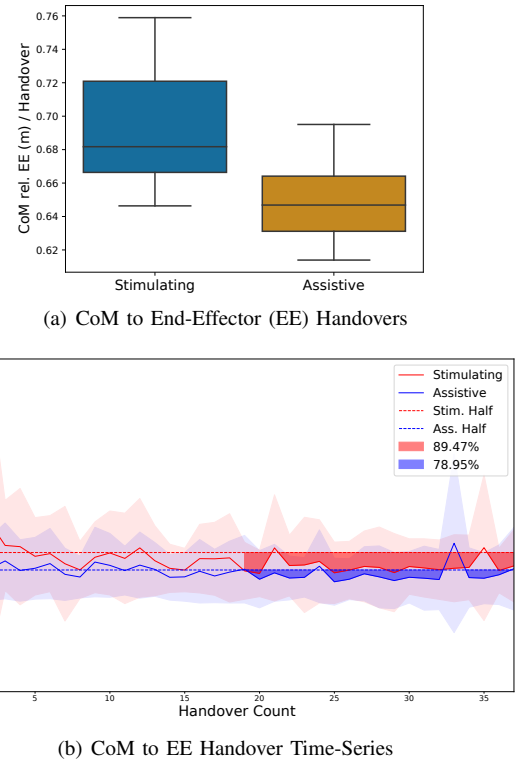 0.76
0.74
0.72
0.70
0.68
0.66
0.64
0.62
CoM rel. EE (m) / Handover
Stimulating Assistive
(a) CoM to End-Effector (EE) Handovers
Stimulating
Assistive
Stim. Half
Ass. Half
89.47%
78.95%
5 10 15 20 25 30 35
Handover Count
(b) CoM to EE Handover Time-Series